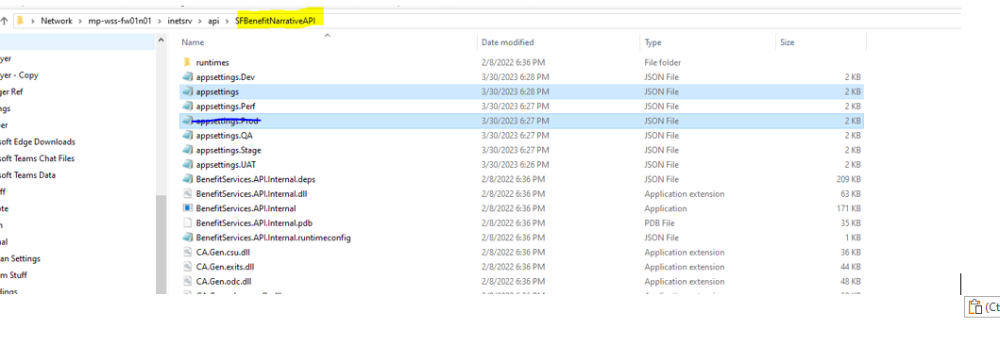 Network > mp-wss-fw01n01 > inetsrv > api > SFBenefitNarrativeAPI
Name Date modified Type Size
yer
yer - Copy
ger Ref
ngs
per
soft Edge Downloads
soft Teams Chat Files
soft Teams Data
ff
ote
n
nal
an Settings
m Stuff
dings
runtimes 2/8/2022 6:36 PM File folder
appsettings.Dev 3/30/2023 6:28 PM JSON File 2 KB
appsettings 3/30/2023 6:28 PM JSON File 2 KB
appsettings.Perf 3/30/2023 6:27 PM JSON File 2 KB
appsettings.Prod 3/30/2023 6:27 PM JSON File 2 KB
appsettings.QA 3/30/2023 6:27 PM JSON File 2 KB
appsettings.Stage 3/30/2023 6:27 PM JSON File 2 KB
appsettings.UAT 3/30/2023 6:26 PM JSON File 2 KB
BenefitServices.API.Internal.deps 2/8/2022 6:36 PM JSON File 209 KB
BenefitServices.API.Internal.dll 2/8/2022 6:36 PM Application extension 63 KB
BenefitServices.API.Internal 2/8/2022 6:36 PM Application 171 KB
BenefitServices.API.Internal.pdb 2/8/2022 6:36 PM PDB File 35 KB
BenefitServices.API.Internal.runtimeconfig 2/8/2022 6:36 PM JSON File 1 KB
CA.Gen.csu.dll 2/8/2022 6:36 PM Application extension 36 KB
CA.Gen.exits.dll 2/8/2022 6:36 PM Application extension 44 KB
CA.Gen.odc.dll 2/8/2022 6:36 PM Application extension 48 KB
(Ct